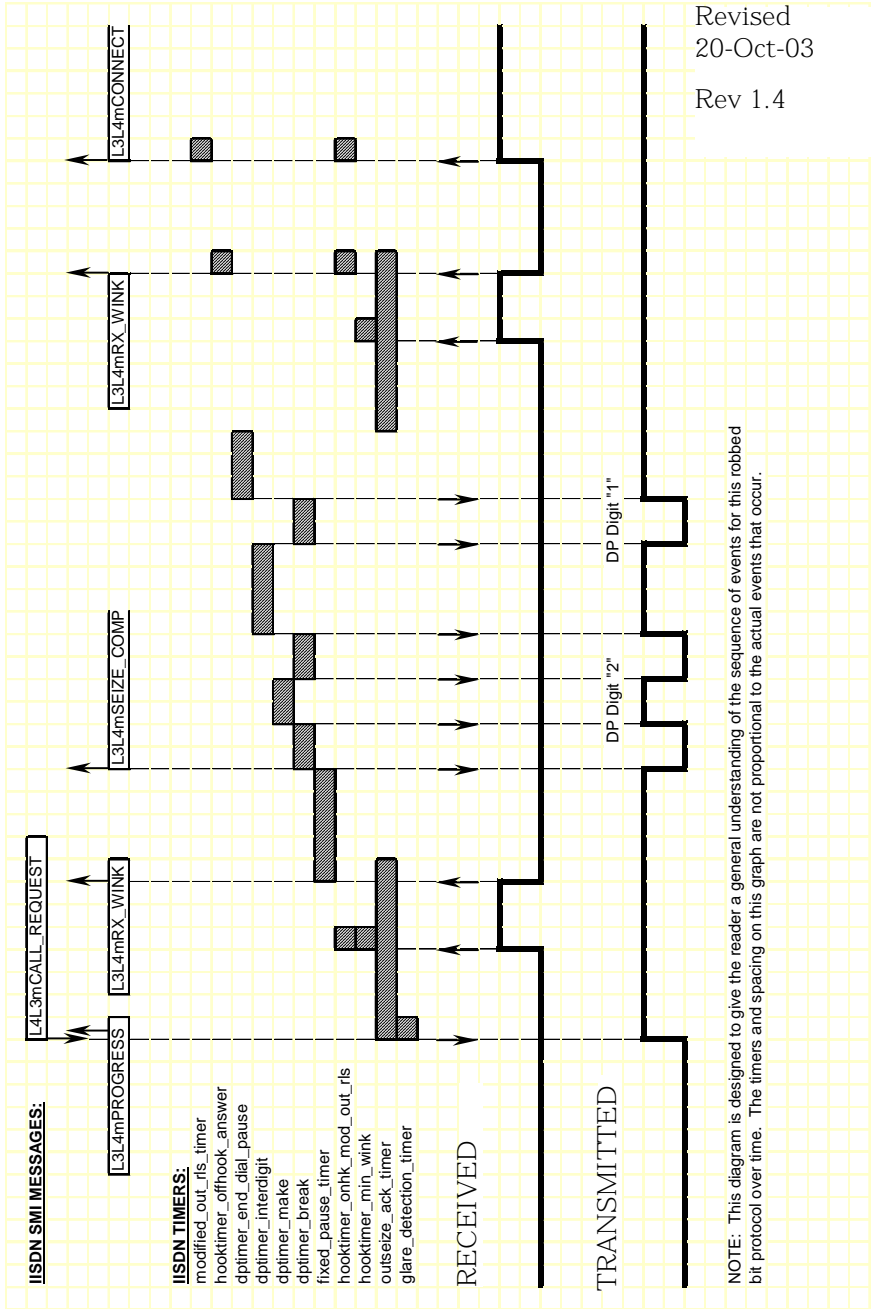 Revised
20-Oct-03
Rev 1.4
IISDN SMI MESSAGES:
L4L3mCALL_REQUEST
L3L4mPROGRESS
L3L4mRX_WINK
L3L4mSEIZE_COMP
L3L4mRX_WINK
L3L4mCONNECT
IISDN TIMERS:
modified_out_rls_timer
hooktimer_offhook_answer
dptimer_end_dial_pause
dptimer_interdigit
dptimer_make
dptimer_break
fixed_pause_timer
hooktimer_onhk_mod_out_rls
hooktimer_min_wink
outseize_ack_timer
glare_detection_timer
RECEIVED
TRANSMITTED
DP Digit "2"
DP Digit "1"
NOTE: This diagram is designed to give the reader a general understanding of the sequence of events for this robbed
bit protocol over time. The timers and spacing on this graph are not proportional to the actual events that occur.